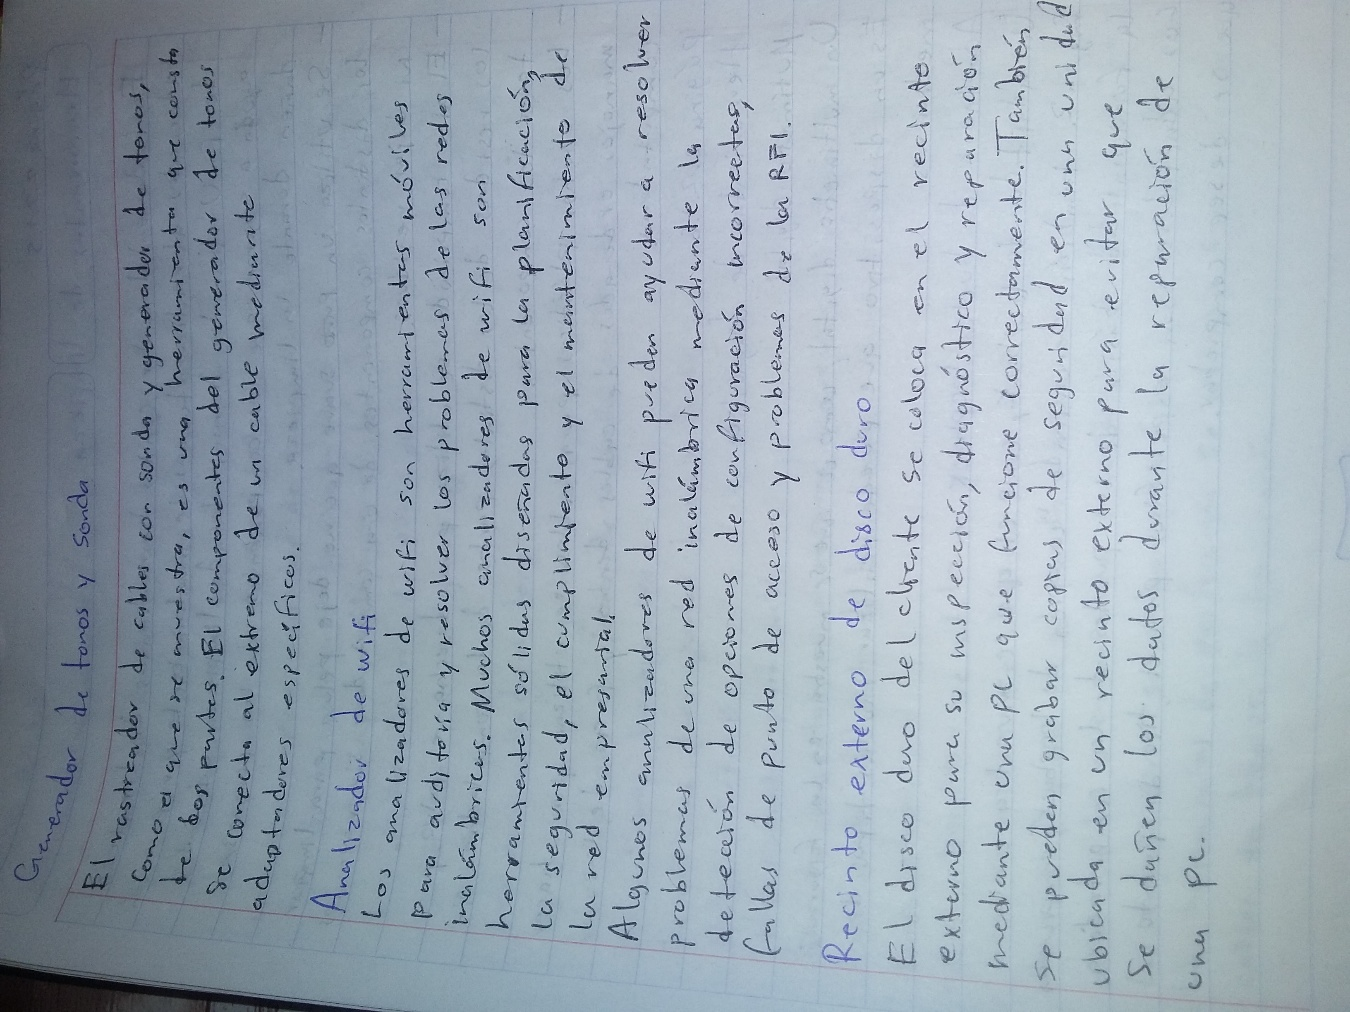 Generador de tonos y sonda
El rastreador de cables con sonda y generador de tonos,
como el que se muestra, es una herramienta que consta
de dos partes. El componentes del generador de tonos
se conecta al extremo de un cable mediante
adaptadores específicos.
Analizador de wifi
Los analizadores de wifi son herramientas móviles
para auditoría y resolver los problemas de las redes
inalámbricas. Muchos analizadores de wifi son
herramientas sólidas diseñadas para la planificación,
la seguridad, el cumplimiento y el mantenimiento de
la red empresarial.
Algunos analizadores de wifi pueden ayudar a resolver
problemas de una red inalámbrica mediante la
detección de opciones de configuración incorrectas,
fallas de punto de acceso y problemas de la RFI.
Recinto externo de disco duro
El disco duro del cliente se coloca en el recinto
externo para su inspección, diagnóstico y reparación
mediante una PC que funcione correctamente. También
se pueden grabar copias de seguridad en una unidad
ubicada en un recinto externo para evitar que
se dañen los datos durante la reparación de
una pc.